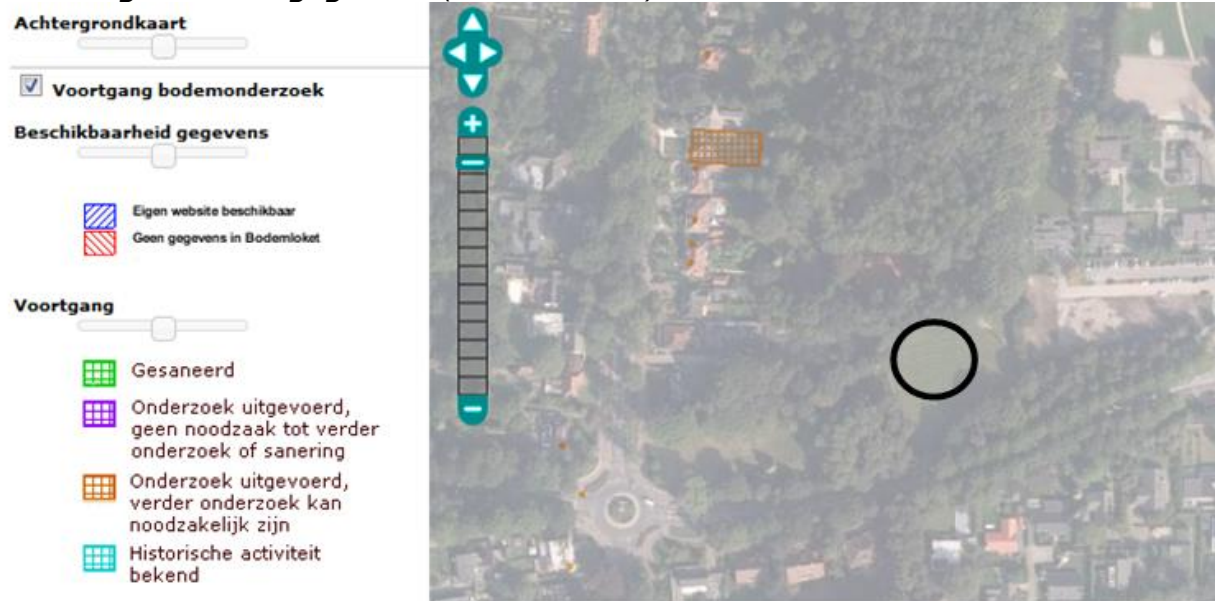 Achtergrondkaart
Voortgang bodemonderzoek
Beschikbaarheid gegevens
Eigen website beschikbaar
Geen gegevens in Bodemloket
Voortgang
Gesaneerd
Onderzoek uitgevoerd,
geen noodzaak tot verder
onderzoek of sanering
Onderzoek uitgevoerd,
verder onderzoek kan
noodzakelijk zijn
Historische activiteit
bekend